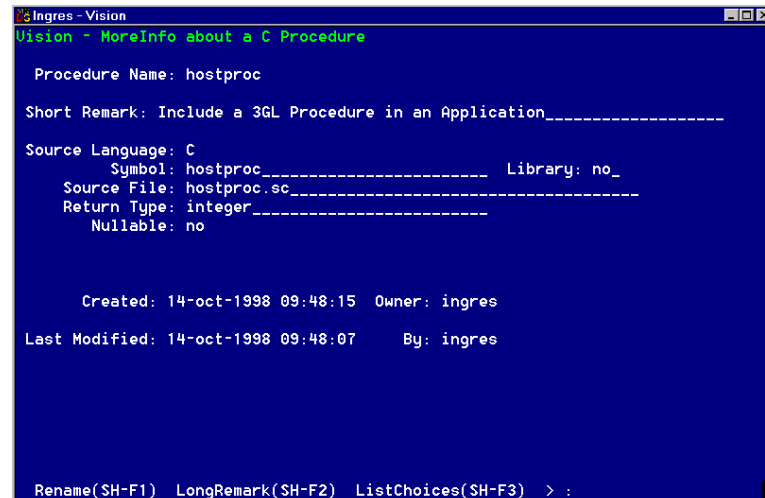 Ingres - Vision
Vision - MoreInfo about a C Procedure
Procedure Name: hostproc
Short Remark: Include a 3GL Procedure in an Application___________________
Source Language: C
Symbol: hostproc________________________ Library: no_
Source File: hostproc.sc_____________________________________
Return Type: integer_________________________
Nullable: no
Created: 14-oct-1998 09:48:15 Owner: ingres
Last Modified: 14-oct-1998 09:48:07 By: ingres
Rename(SH-F1) LongRemark(SH-F2) ListChoices(SH-F3) > :